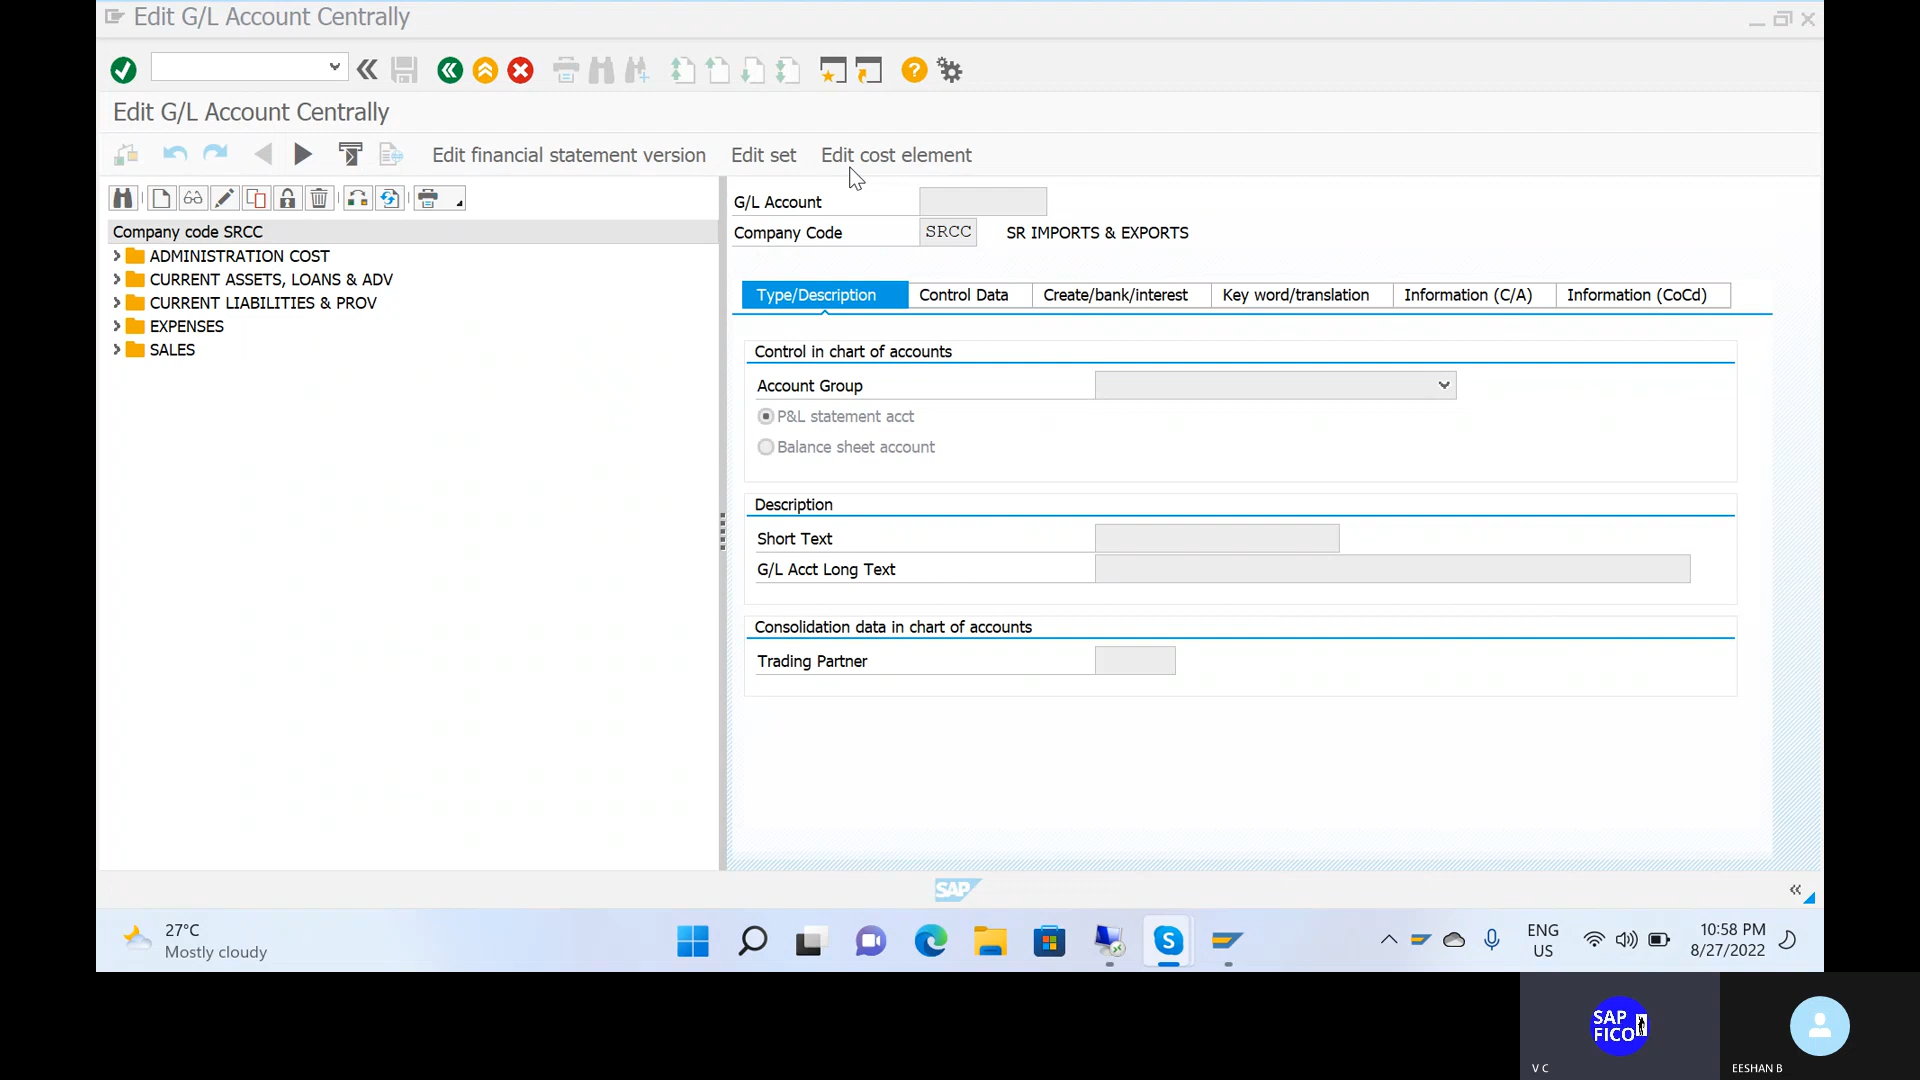 Edit G/L Account Centrally
Edit G/L Account Centrally
Edit financial statement version Edit set Edit cost element
Company code SRCC
ADMINISTRATION COST
CURRENT ASSETS, LOANS & ADV
CURRENT LIABILITIES & PROV
EXPENSES
SALES
G/L Account
Company Code SRCC SR IMPORTS & EXPORTS
Type/Description Control Data Create/bank/interest Key word/translation Information (C/A) Information (CoCd)
Control in chart of accounts
Account Group
P&L statement acct
Balance sheet account
Description
Short Text
G/L Acct Long Text
Consolidation data in chart of accounts
Trading Partner
SAP
27°C
Mostly cloudy
ENG
US
10:58 PM
8/27/2022
SAP
FICO
V C
EESHAN B